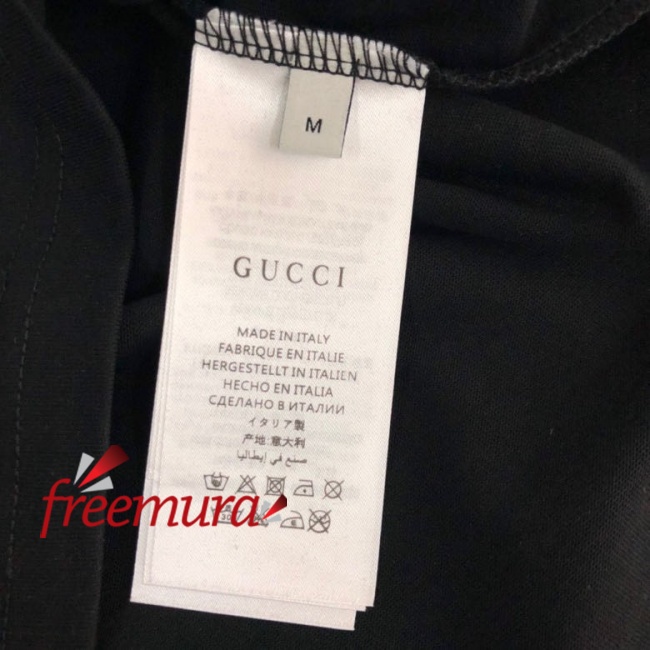 M
GUCCI
MADE IN ITALY
FABRIQUE EN ITALIE
HERGESTELLT IN ITALIEN
HECHO EN ITALIA
СДЕЛАНО В ИТАЛИИ
イタリア製
产地 意大利
صنع في إيطاليا
freemura